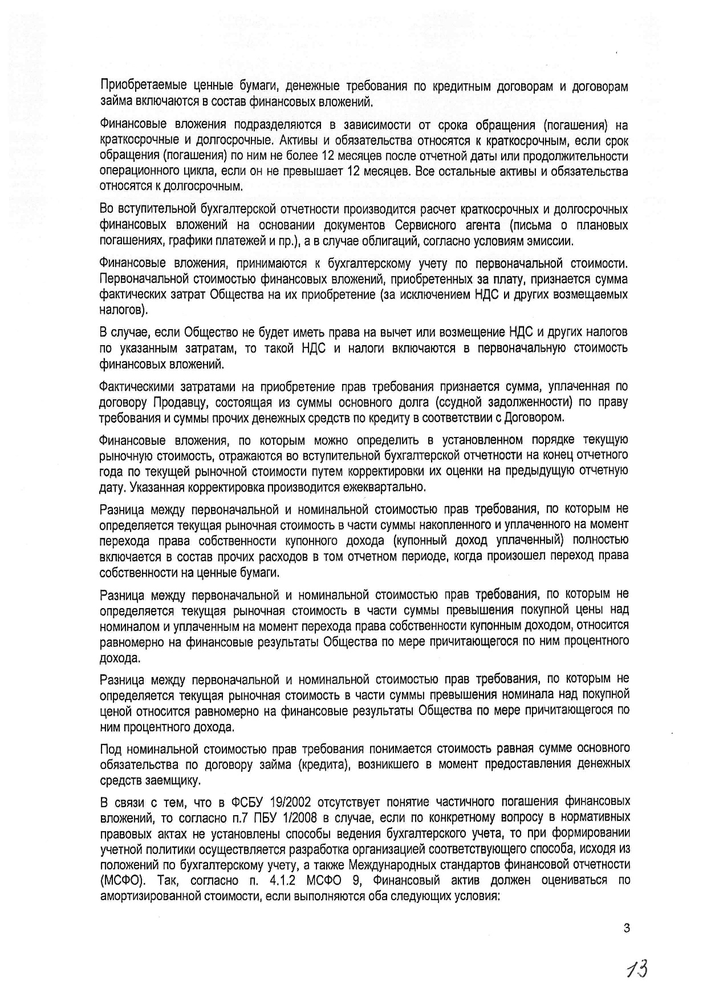 Приобретаемые ценные бумаги, денежные требования по кредитным договорам и договорам
займа включаются в состав финансовых вложений.
Финансовые вложения подразделяются в зависимости от срока обращения (погашения) на
краткосрочные и долгосрочные. Активы и обязательства относятся к краткосрочным, если срок
обращения (погашения) по ним не более 12 месяцев после отчетной даты или продолжительности
операционного цикла, если он не превышает 12 месяцев. Все остальные активы и обязательства
относятся к долгосрочным.
Во вступительной бухгалтерской отчетности производится расчет краткосрочных и долгосрочных
финансовых вложений на основании документов Сервисного агента (письма о плановых
погашениях, графики платежей и пр.), а в случае облигаций, согласно условиям эмиссии.
Финансовые вложения, принимаются к бухгалтерскому учету по первоначальной стоимости.
Первоначальной стоимостью финансовых вложений, приобретенных за плату, признается сумма
фактических затрат Общества на их приобретение (за исключением НДС и других возмещаемых
налогов).
В случае, если Общество не будет иметь права на вычет или возмещение НДС и других налогов
по указанным затратам, то такой НДС и налоги включаются в первоначальную стоимость
финансовых вложений.
Фактическими затратами на приобретение прав требования признается сумма, уплаченная по
договору Продавцу, состоящая из суммы основного долга (ссудной задолженности) по праву
требования и суммы прочих денежных средств по кредиту в соответствии с Договором.
Финансовые вложения, по которым можно определить в установленном порядке текущую
рыночную стоимость, отражаются во вступительной бухгалтерской отчетности на конец отчетного
года по текущей рыночной стоимости путем корректировки их оценки на предыдущую отчетную
дату. Указанная корректировка производится ежеквартально.
Разница между первоначальной и номинальной стоимостью прав требования, по которым не
определяется текущая рыночная стоимость в части суммы накопленного и уплаченного на момент
перехода права собственности купонного дохода (купонный доход уплаченный) полностью
включается в состав прочих расходов в том отчетном периоде, когда произошел переход права
собственности на ценные бумаги.
Разница между первоначальной и номинальной стоимостью прав требования, по которым не
определяется текущая рыночная стоимость в части суммы превышения покупной цены над
номиналом и уплаченным на момент перехода права собственности купонным доходом, относится
равномерно на финансовые результаты Общества по мере причитающегося по ним процентного
дохода.
Разница между первоначальной и номинальной стоимостью прав требования, по которым не
определяется текущая рыночная стоимость в части суммы превышения номинала над покупной
ценой относится равномерно на финансовые результаты Общества по мере причитающегося по
ним процентного дохода.
Под номинальной стоимостью прав требования понимается стоимость равная сумме основного
обязательства по договору займа (кредита), возникшего в момент предоставления денежных
средств заемщику.
В связи с тем, что в ФСБУ 19/2002 отсутствует понятие частичного погашения финансовых
вложений, то согласно п.7 ПБУ 1/2008 в случае, если по конкретному вопросу в нормативных
правовых актах не установлены способы ведения бухгалтерского учета, то при формировании
учетной политики осуществляется разработка организацией соответствующего способа, исходя из
положений по бухгалтерскому учету, а также Международных стандартов финансовой отчетности
(МСФО). Так, согласно п. 4.1.2 МСФО 9, Финансовый актив должен оцениваться по
амортизированной стоимости, если выполняются оба следующих условия:
3
13